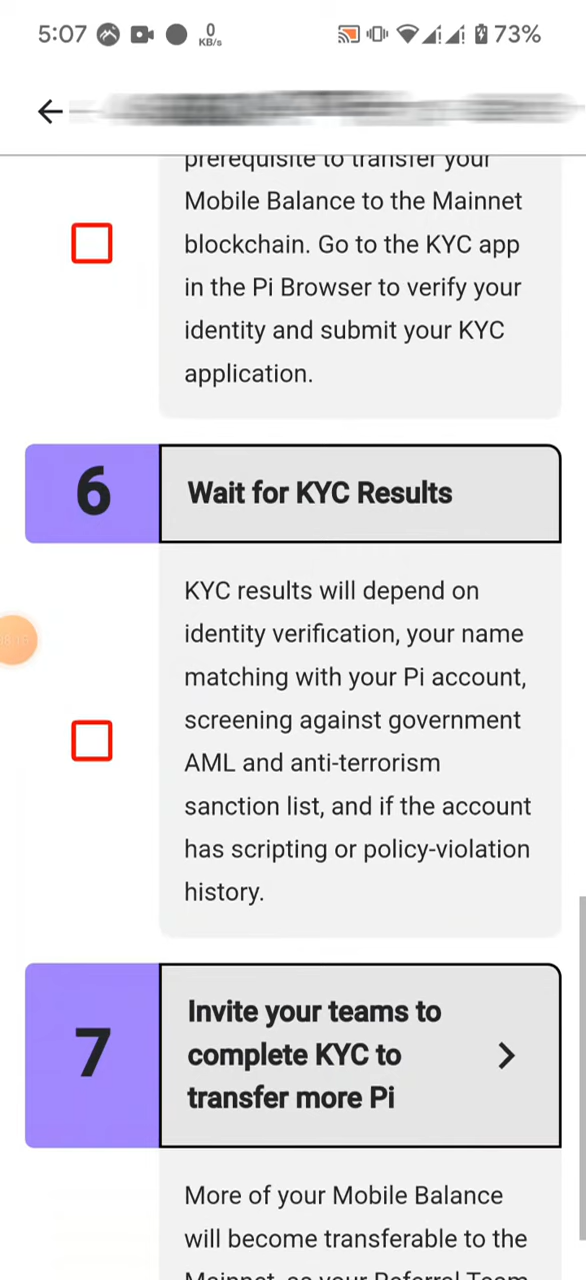 5:07
0
KB/s
73%
prerequisite to transfer your
Mobile Balance to the Mainnet
blockchain. Go to the KYC app
in the Pi Browser to verify your
identity and submit your KYC
application.
6
Wait for KYC Results
KYC results will depend on
identity verification, your name
matching with your Pi account,
screening against government
AML and anti-terrorism
sanction list, and if the account
has scripting or policy-violation
history.
7
Invite your teams to
complete KYC to
transfer more Pi
More of your Mobile Balance
will become transferable to the
Mainnet, as your Referral Team